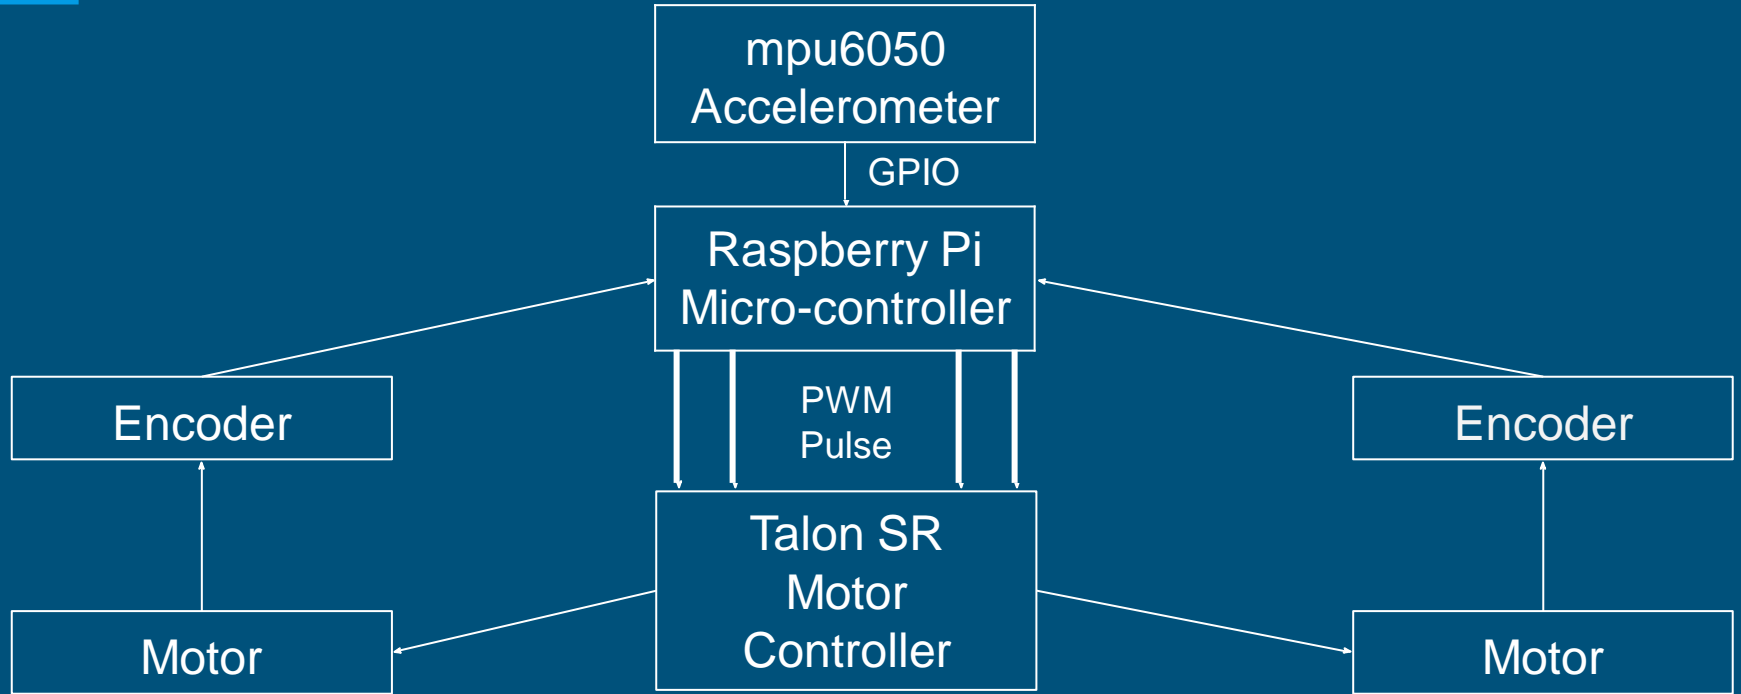 mpu6050
Accelerometer
GPIO
Raspberry Pi
Micro-controller
Encoder
PWM
Pulse
Encoder
Talon SR
Motor
Controller
Motor
Motor